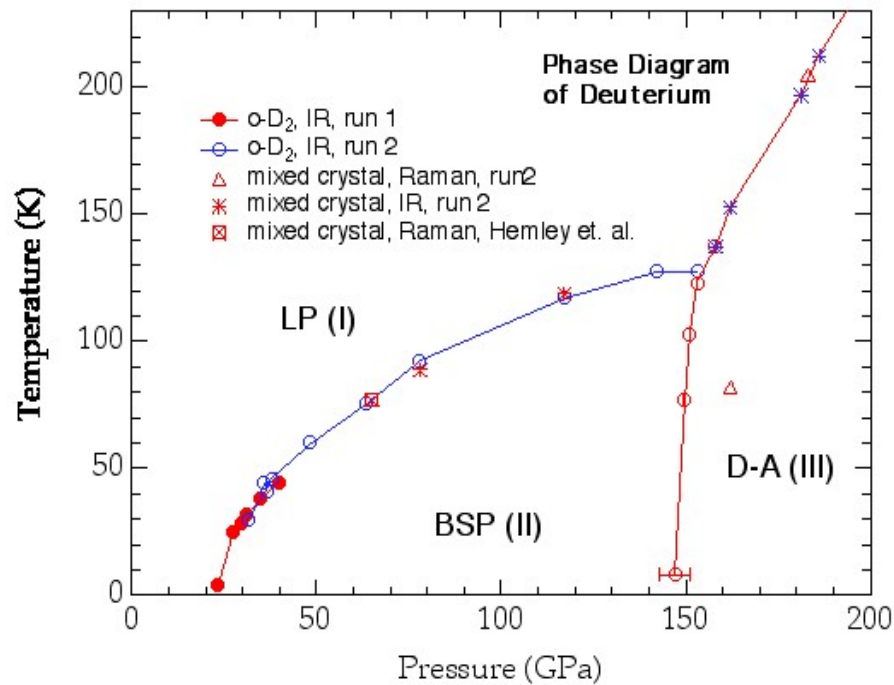 Phase Diagram
of Deuterium
o-D₂, IR, run 1
o-D₂, IR, run 2
mixed crystal, Raman, run2
mixed crystal, IR, run 2
mixed crystal, Raman, Hemley et. al.
LP (I)
BSP (II)
D-A (III)
Temperature (K)
200
150
100
50
0
0 50 100 150 200
Pressure (GPa)